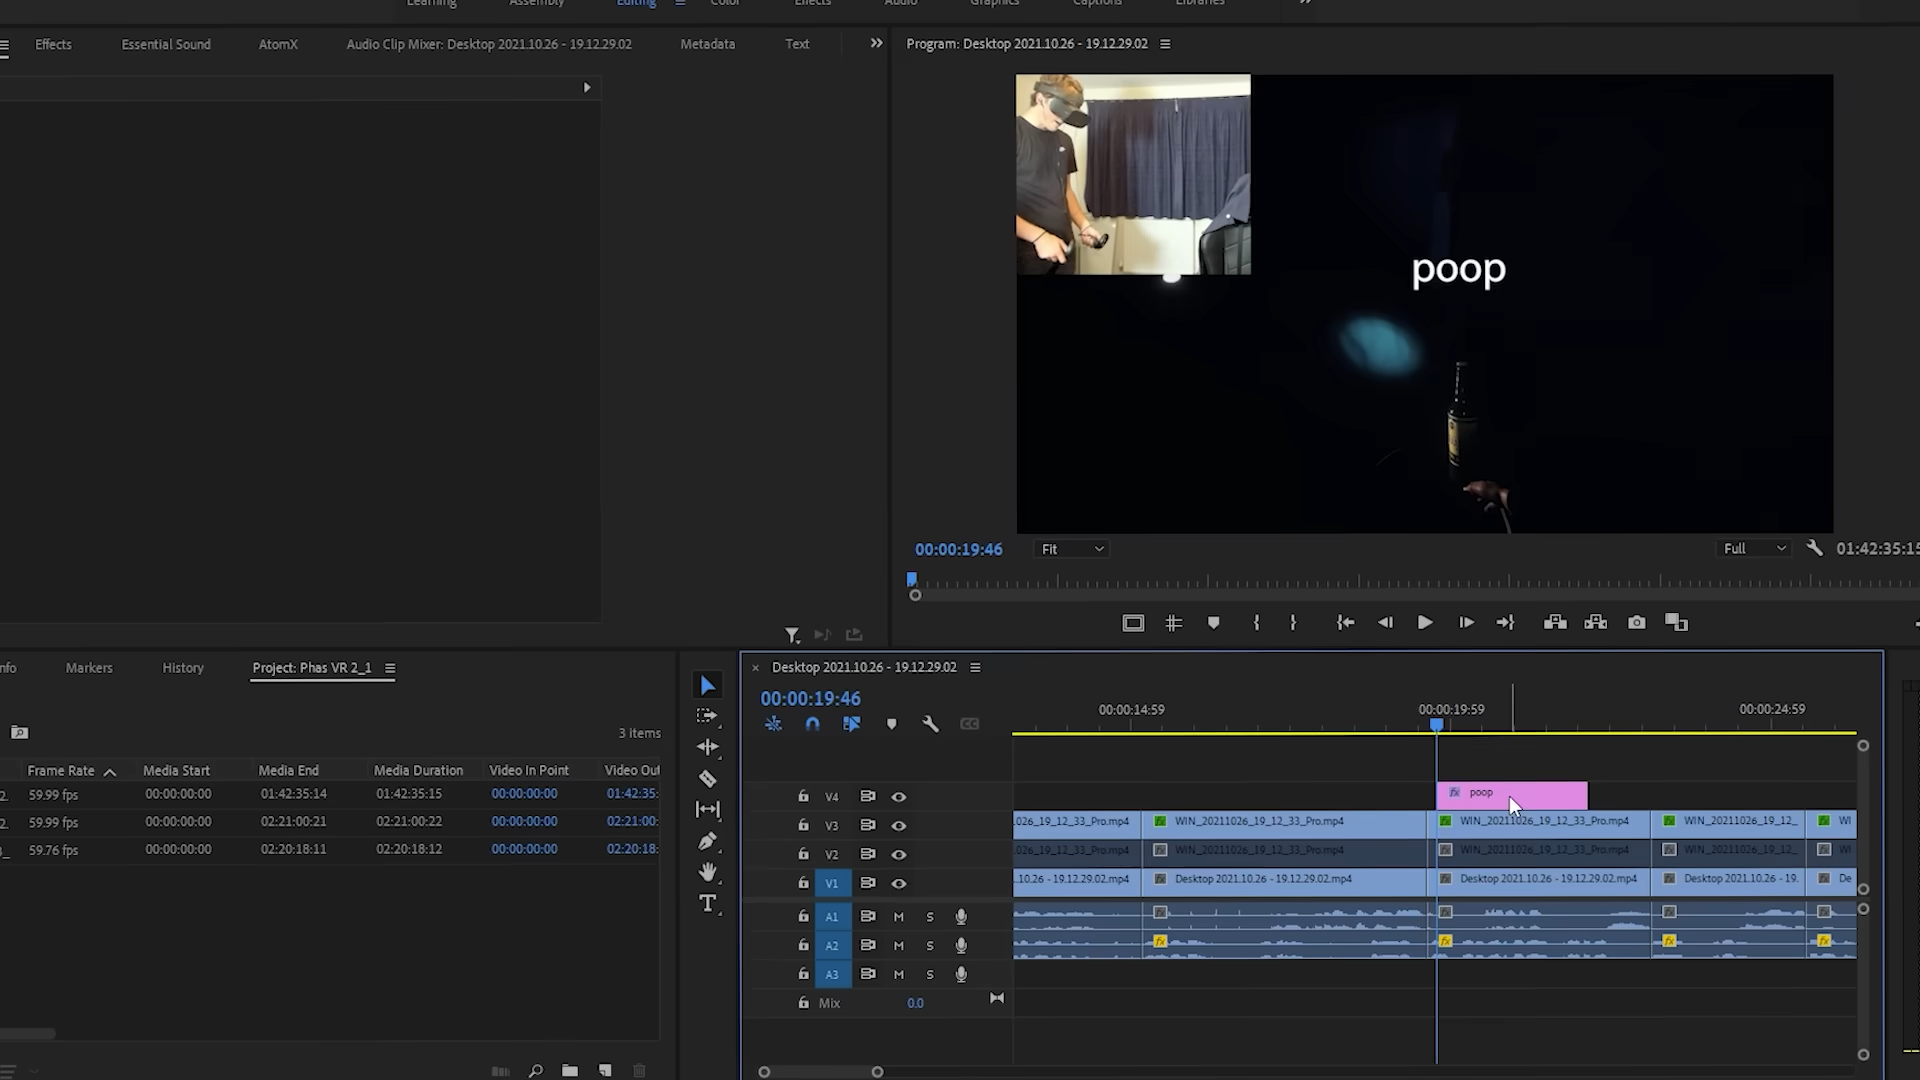 Learning Assembly Editing Color Effects Audio Graphics Captions Libraries
Effects Essential Sound AtomX Audio Clip Mixer: Desktop 2021.10.26 - 19.12.29.02 Metadata Text
Program: Desktop 2021.10.26 - 19.12.29.02
poop
00:00:19:46 Fit Full 01:42:35:15
nfo Markers History Project: Phas VR 2_1
3 items
Frame Rate Media Start Media End Media Duration Video In Point Video Out
2. 59.99 fps 00:00:00:00 01:42:35:14 01:42:35:15 00:00:00:00 01:42:35:
2. 59.99 fps 00:00:00:00 02:21:00:21 02:21:00:22 00:00:00:00 02:21:00:
59.76 fps 00:00:00:00 02:20:18:11 02:20:18:12 00:00:00:00 02:20:18:
T
Desktop 2021.10.26 - 19.12.29.02
00:00:19:46
00:00:14:59 00:00:19:59 00:00:24:59
V4 fx poop
V3 026_19_12_33_Pro.mp4 WIN_20211026_19_12_33_Pro.mp4 WIN_20211026_19_12_33_Pro.mp4 WIN_20211026_19_12_ WI
V2 026_19_12_33_Pro.mp4 WIN_20211026_19_12_33_Pro.mp4 WIN_20211026_19_12_33_Pro.mp4 WIN_20211026_19_12_ WI
V1 .10.26 - 19.12.29.02.mp4 Desktop 2021.10.26 - 19.12.29.02.mp4 Desktop 2021.10.26 - 19.12.29.02.mp4 Desktop 2021.10.26 - 19. De
A1 M S
A2 M S fx fx fx fx
A3 M S
Mix 0.0